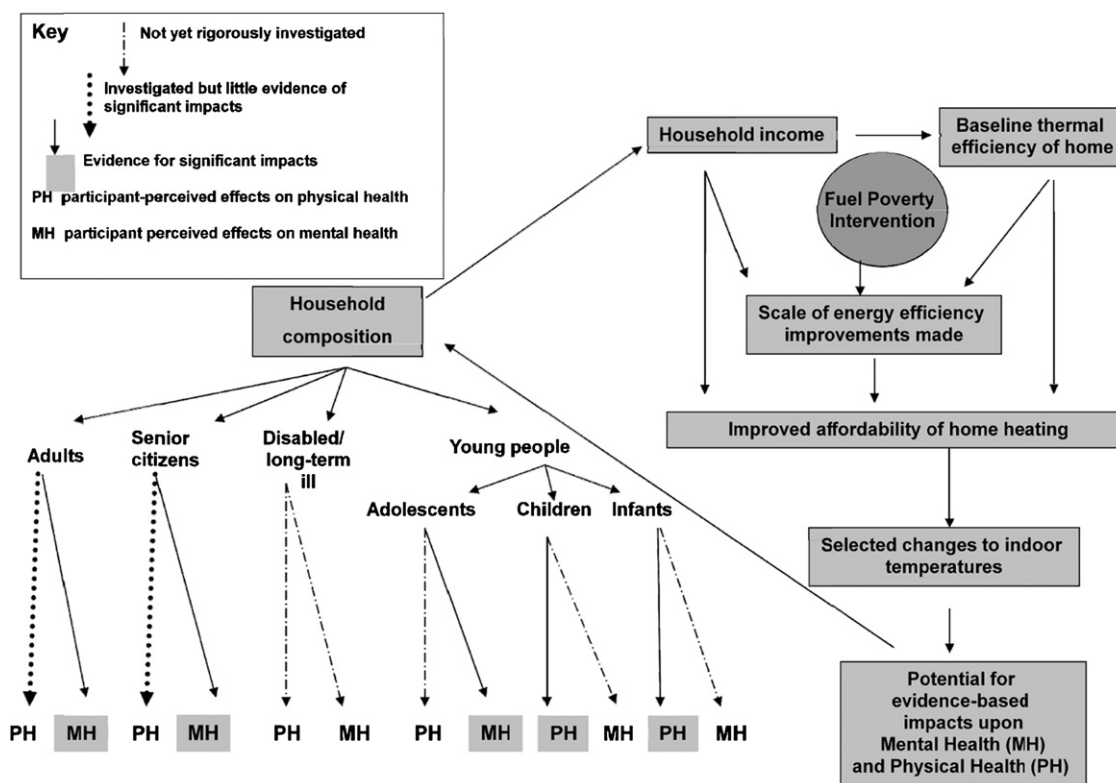 Key
Not yet rigorously investigated
Investigated but little evidence of
significant impacts
Evidence for significant impacts
PH participant-perceived effects on physical health
MH participant perceived effects on mental health
Household income
Baseline thermal
efficiency of home
Fuel Poverty
Intervention
Scale of energy efficiency
improvements made
Improved affordability of home heating
Selected changes to indoor
temperatures
Potential for
evidence-based
impacts upon
Mental Health (MH)
and Physical Health (PH)
Household
composition
Adults
Senior
citizens
Disabled/
long-term
ill
Young people
Adolescents
Children
Infants
PH
MH
PH
MH
PH
MH
PH
MH
PH
MH
PH
MH